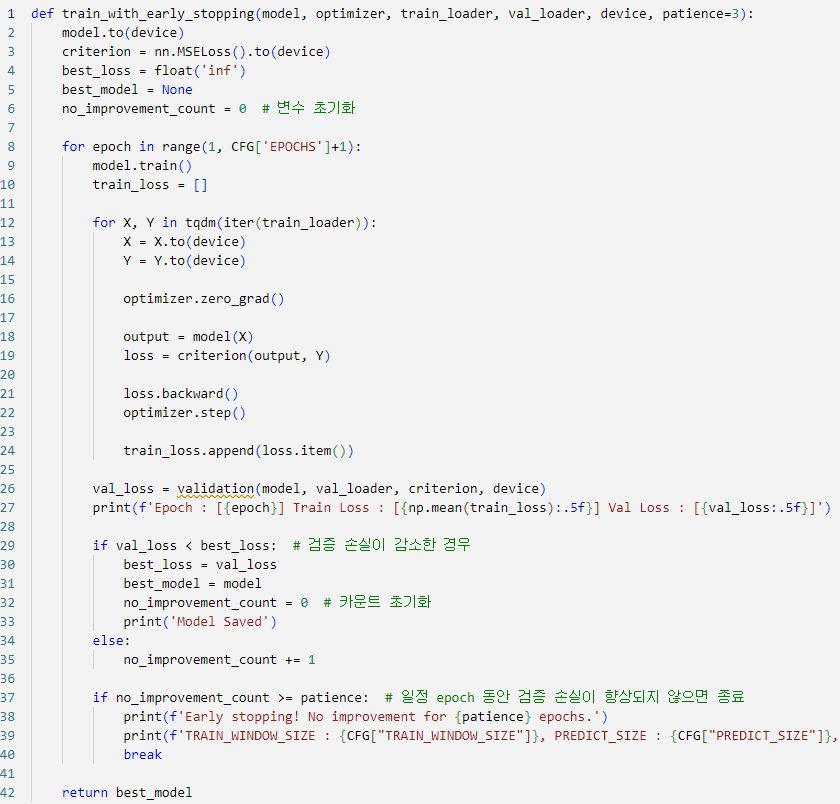 1 def train_with_early_stopping(model, optimizer, train_loader, val_loader, device, patience=3):
2     model.to(device)
3     criterion = nn.MSELoss().to(device)
4     best_loss = float('inf')
5     best_model = None
6     no_improvement_count = 0  # 변수 초기화
7
8     for epoch in range(1, CFG['EPOCHS']+1):
9         model.train()
10         train_loss = []
11
12         for X, Y in tqdm(iter(train_loader)):
13             X = X.to(device)
14             Y = Y.to(device)
15
16             optimizer.zero_grad()
17
18             output = model(X)
19             loss = criterion(output, Y)
20
21             loss.backward()
22             optimizer.step()
23
24             train_loss.append(loss.item())
25
26         val_loss = validation(model, val_loader, criterion, device)
27         print(f'Epoch : [{epoch}] Train Loss : [{np.mean(train_loss):.5f}] Val Loss : [{val_loss:.5f}]')
28
29         if val_loss < best_loss:  # 검증 손실이 감소한 경우
30             best_loss = val_loss
31             best_model = model
32             no_improvement_count = 0  # 카운트 초기화
33             print('Model Saved')
34         else:
35             no_improvement_count += 1
36
37         if no_improvement_count >= patience:  # 일정 epoch 동안 검증 손실이 향상되지 않으면 종료
38             print(f'Early stopping! No improvement for {patience} epochs.')
39             print(f'TRAIN_WINDOW_SIZE : {CFG["TRAIN_WINDOW_SIZE"]}, PREDICT_SIZE : {CFG["PREDICT_SIZE"]},
40             break
41
42     return best_model